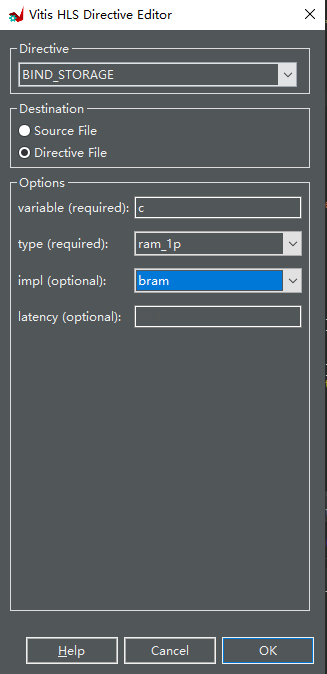 Vitis HLS Directive Editor
Directive
BIND_STORAGE
Destination
Source File
Directive File
Options
variable (required): c
type (required): ram_1p
impl (optional): bram
latency (optional):
Help Cancel OK